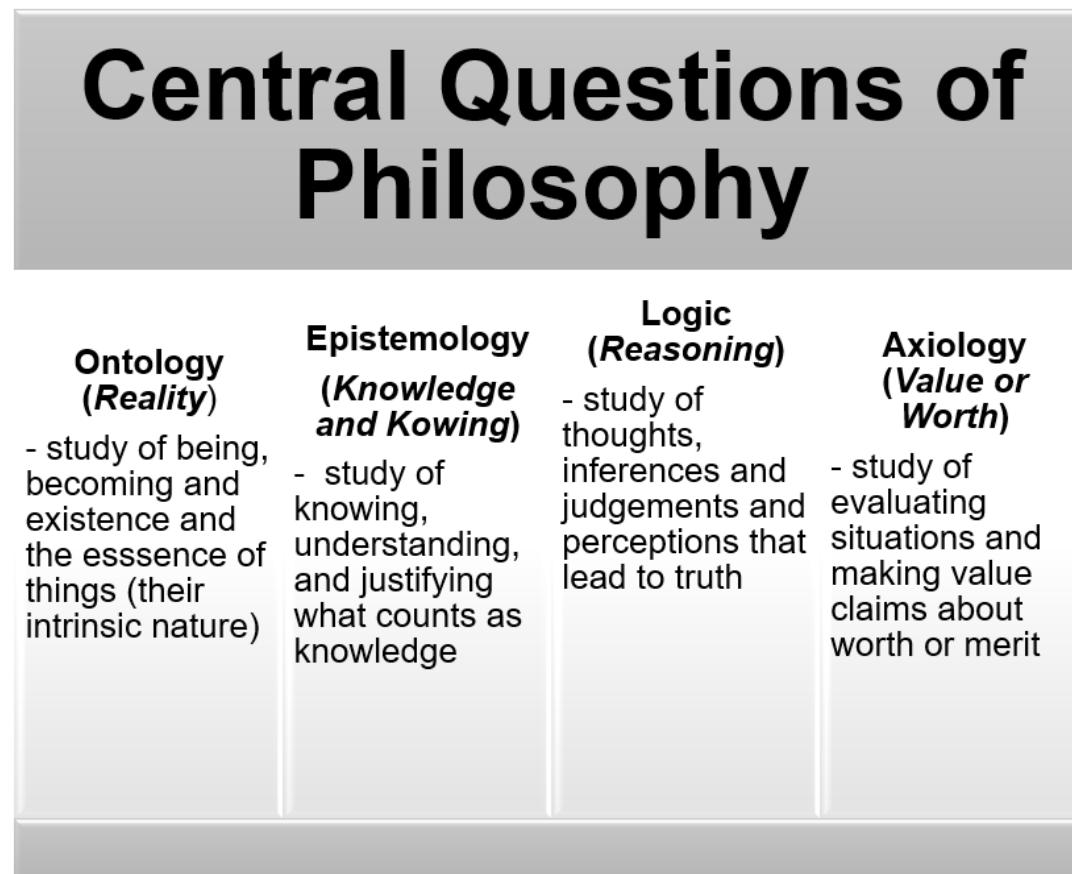 Central Questions of
Philosophy
Ontology
(Reality)
- study of being,
becoming and
existence and
the esssence of
things (their
intrinsic nature)
Epistemology
(Knowledge
and Kowing)
- study of
knowing,
understanding,
and justifying
what counts as
knowledge
Logic
(Reasoning)
- study of
thoughts,
inferences and
judgements and
perceptions that
lead to truth
Axiology
(Value or
Worth)
- study of
evaluating
situations and
making value
claims about
worth or merit